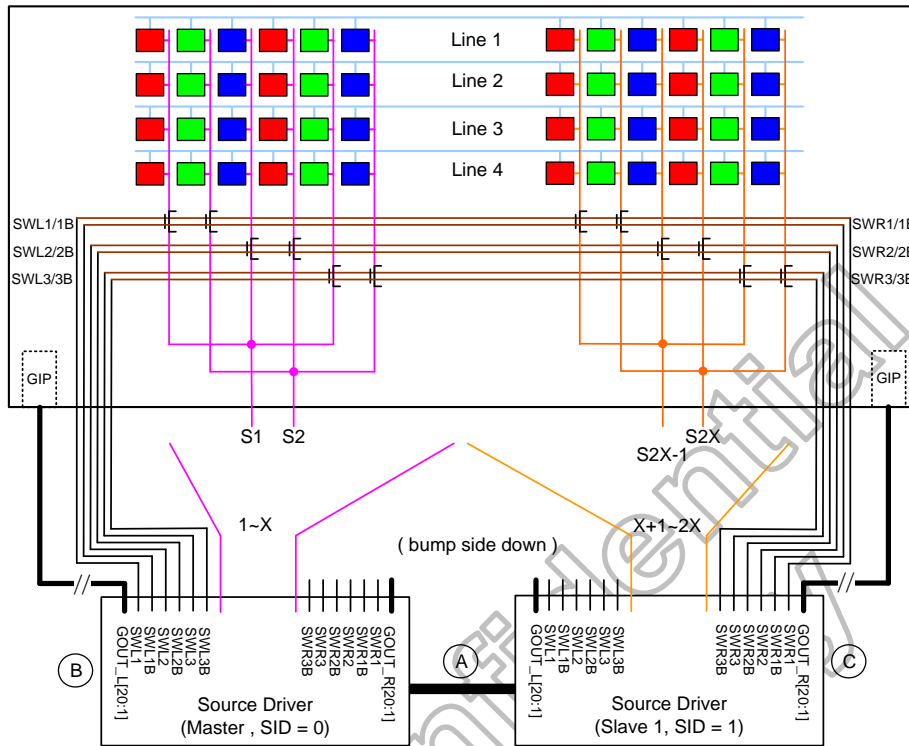 Line 1
Line 2
Line 3
Line 4
SWL1/1B
SWR1/1B
SWL2/2B
SWR2/2B
SWL3/3B
SWR3/3B
GIP
GIP
S1
S2
S2X-1
S2X
1~X
X+1~2X
( bump side down )
GOUT_L[20:1]
SWL1
SWL1B
SWL2
SWL2B
SWL3
SWL3B
SWR3B
SWR3
SWR2B
SWR2
SWR1B
SWR1
GOUT_R[20:1]
GOUT_L[20:1]
SWL1
SWL1B
SWL2
SWL2B
SWL3
SWL3B
SWR3B
SWR3
SWR2B
SWR2
SWR1B
SWR1
GOUT_R[20:1]
B
A
C
Source Driver
(Master , SID = 0)
Source Driver
(Slave 1, SID = 1)